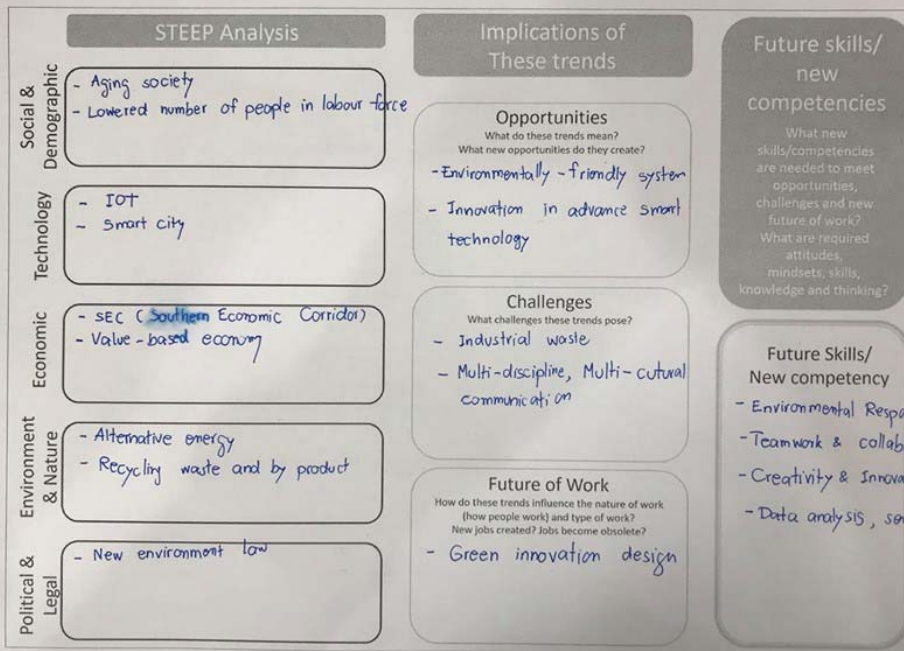 STEEP Analysis
Social &
Demographic
- Aging society
- Lowered number of people in labour force
Technology
- IOT
- Smart city
Economic
- SEC (Southern Economic Corridor)
- Value-based econmy
Environment
& Nature
- Alternative energy
- Recycling waste and by product
Political &
Legal
- New environment law
Implications of
These trends
Opportunities
What do these trends mean?
What new opportunities do they create?
- Environmentally-friendly system
- Innovation in advance smart
technology
Challenges
What challenges these trends pose?
- Industrial waste
- Multi-discipline, Multi-cutural
communication
Future of Work
How do these trends influence the nature of work
(how people work) and type of work?
New jobs created? Jobs become obsolete?
- Green innovation design
Future skills/
new
competencies
What new
skills/competencies
are needed to meet
opportunities,
challenges and new
future of work?
What are required
attitudes,
mindsets, skills,
knowledge and thinking?
Future Skills/
New competency
- Environmental
- Teamwork &
- Creativity &
- Data analysis,